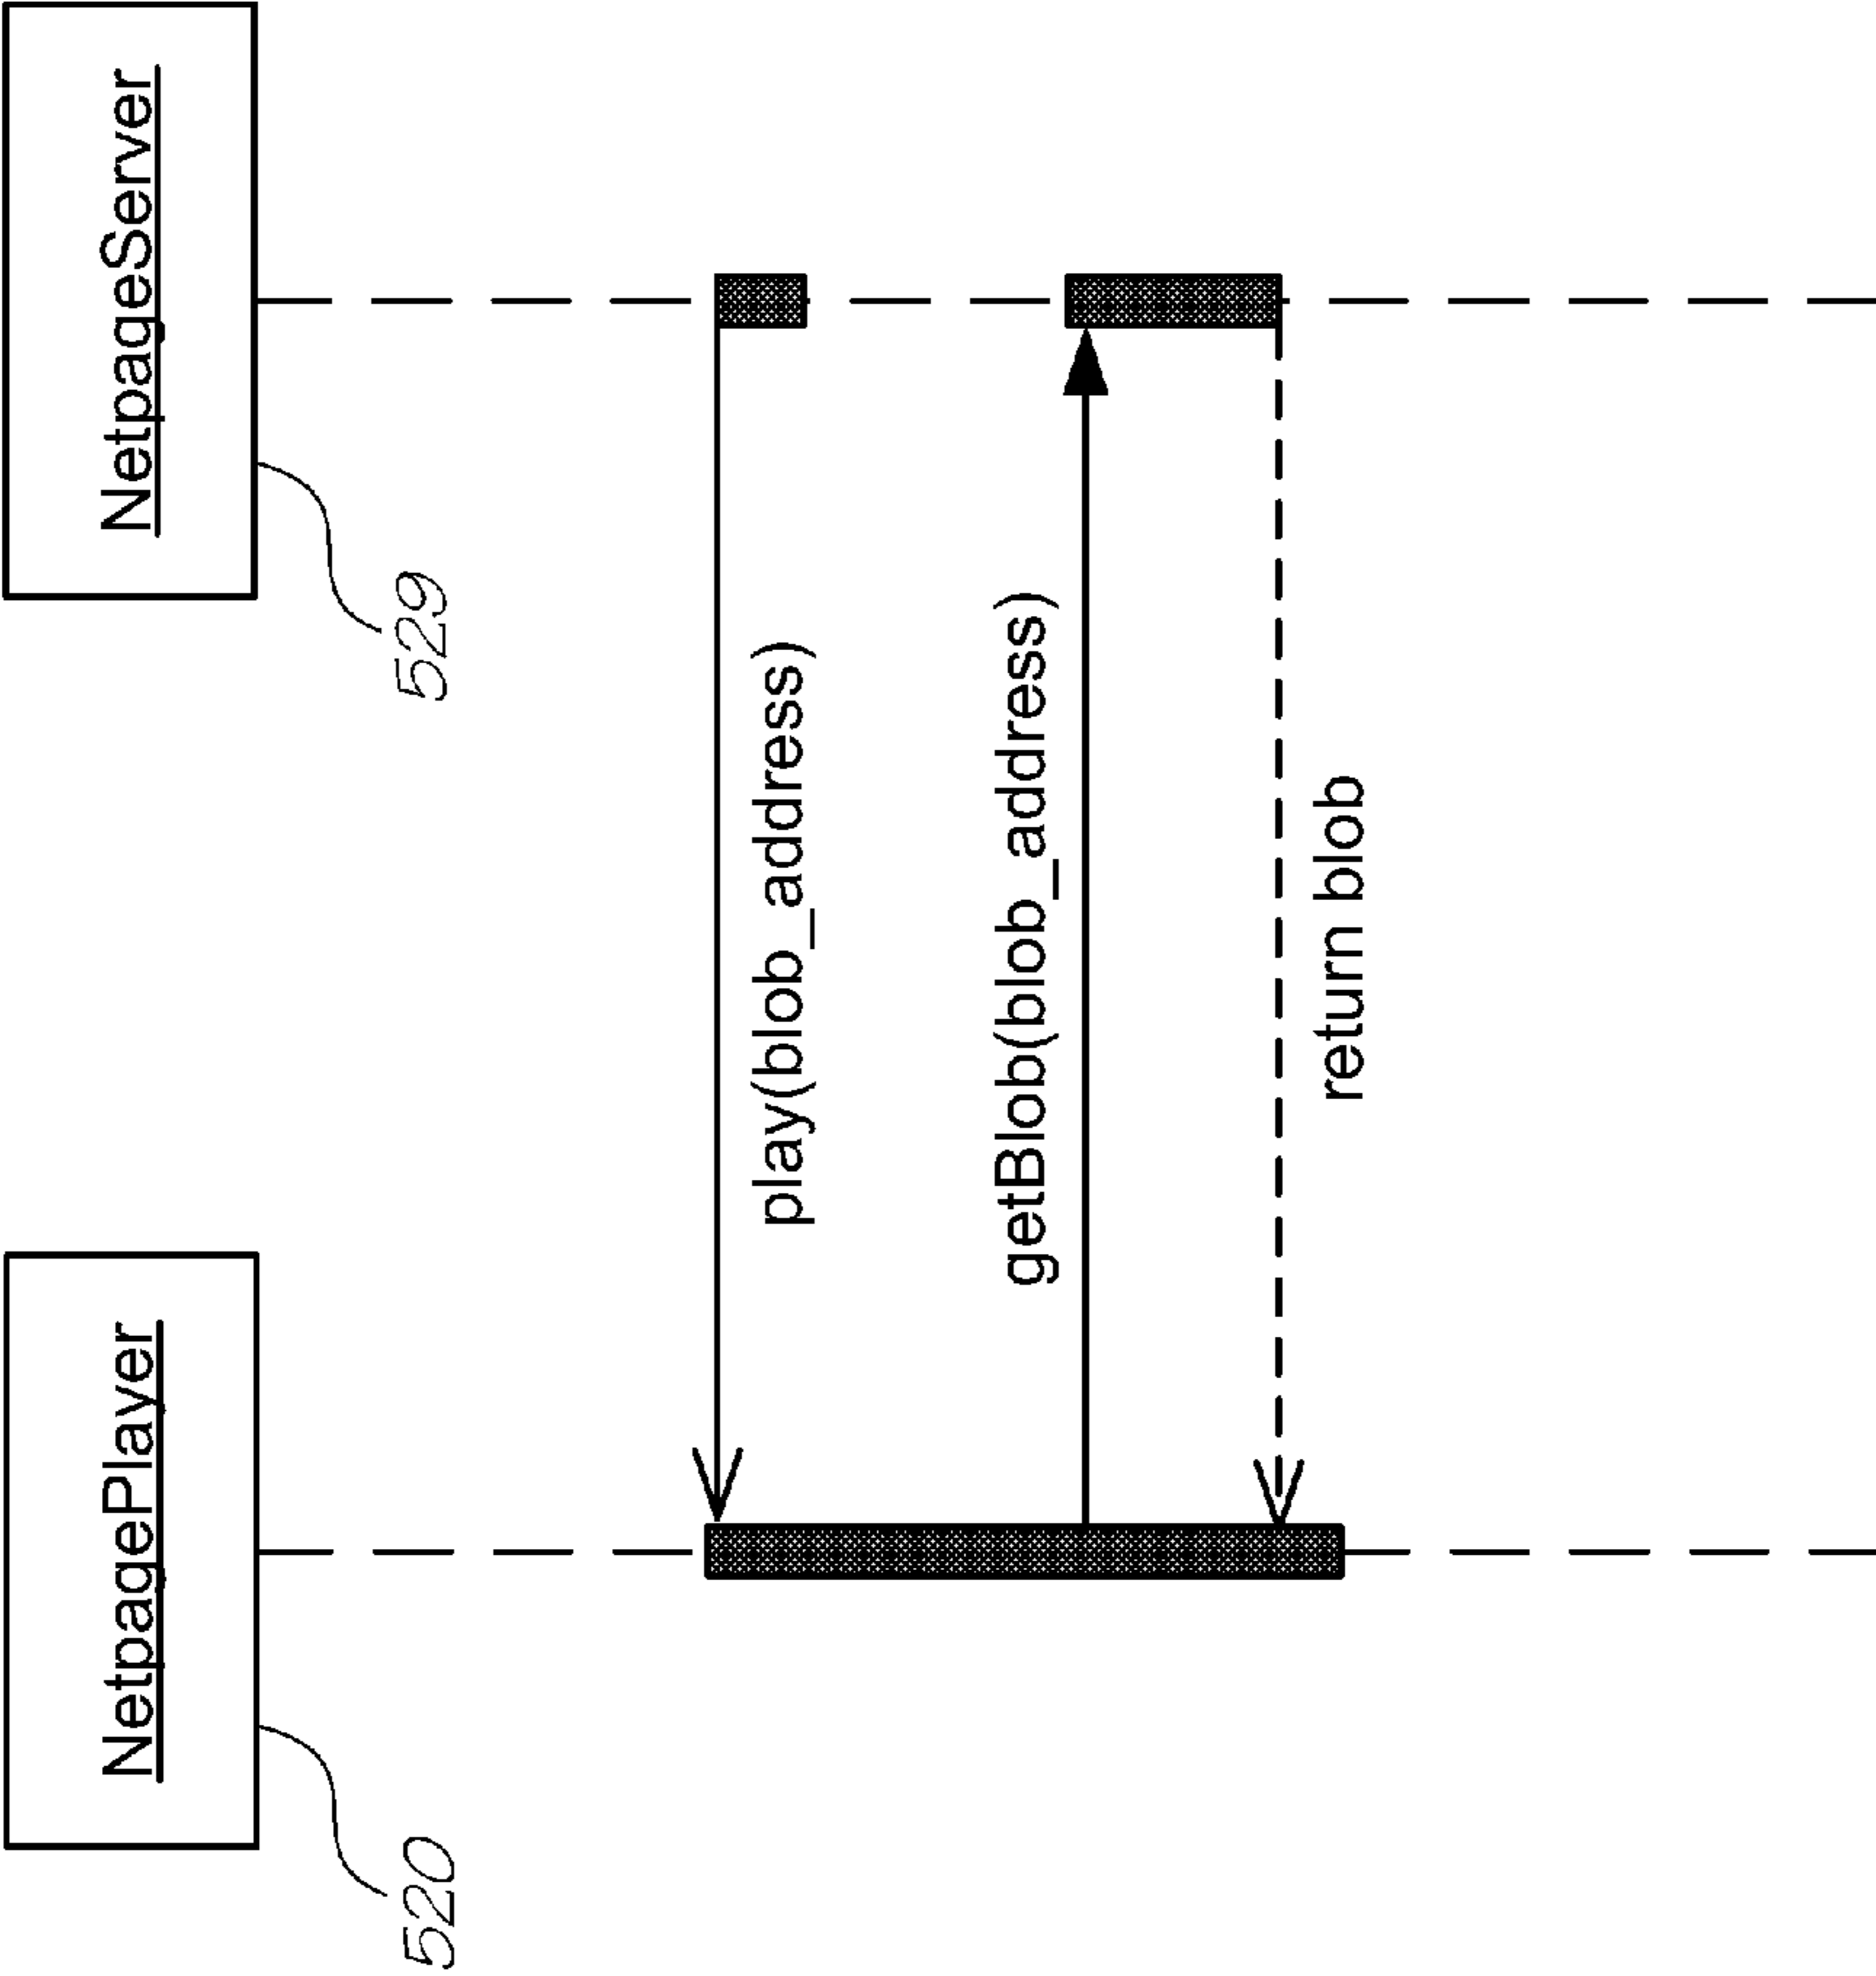 NetpagePlayer
NetpageServer
520
529
play(blob_address)
getBlob(blob_address)
return blob